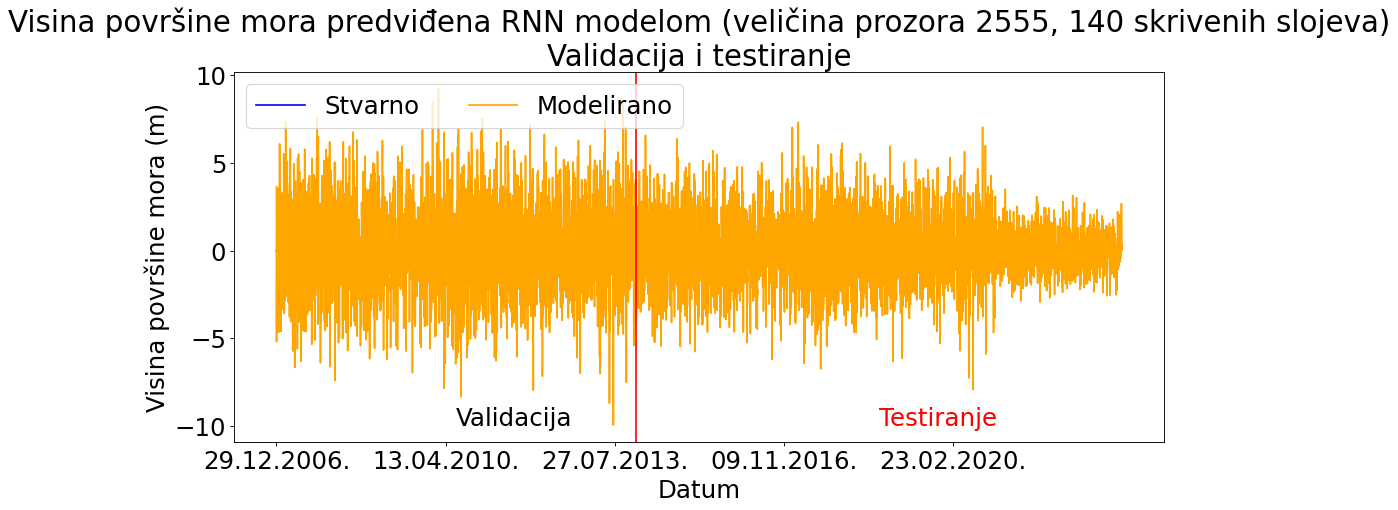 Visina površine mora predviđena RNN modelom (veličina prozora 2555, 140 skrivenih slojeva)
Validacija i testiranje
Stvarno
Modelirano
Visina površine mora (m)
10
5
0
−5
−10
Validacija
Testiranje
29.12.2006.
13.04.2010.
27.07.2013.
09.11.2016.
23.02.2020.
Datum